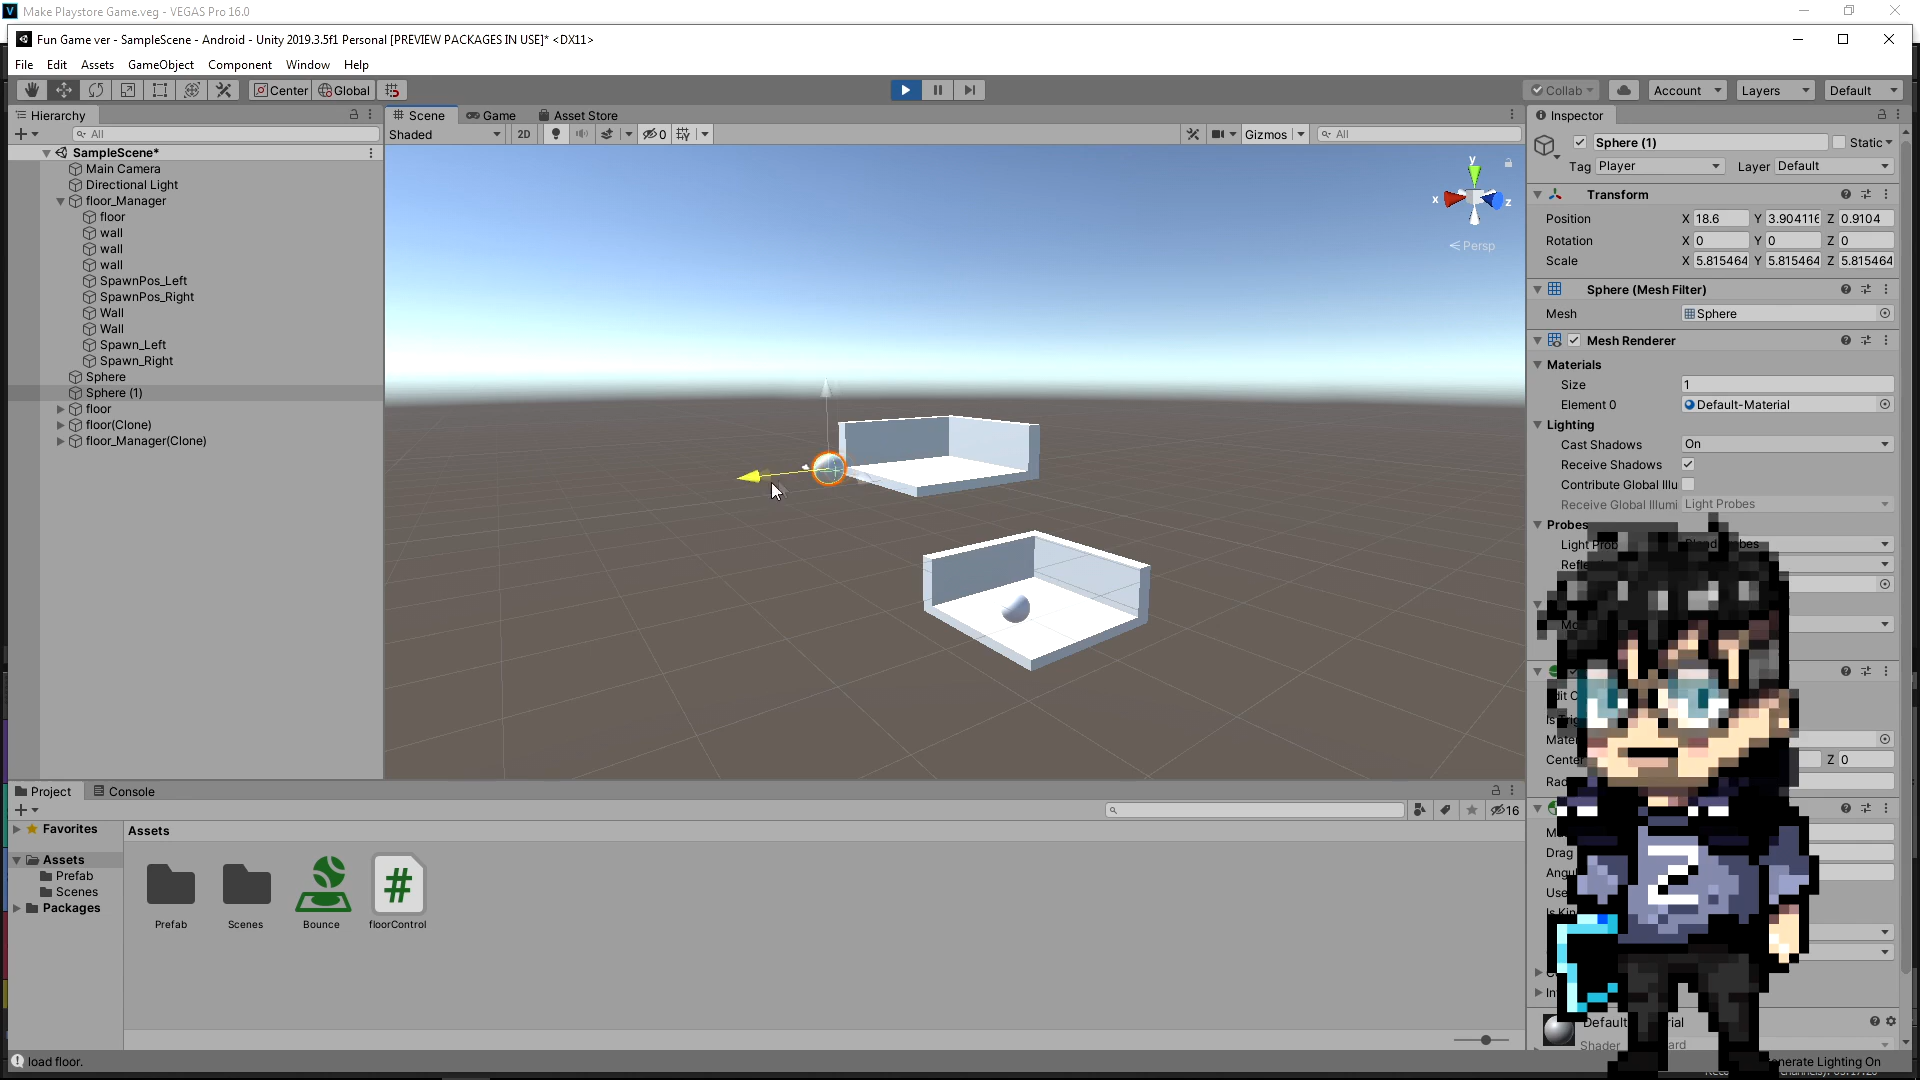 Make Playstore Game.veg - VEGAS Pro 16.0
Fun Game ver - SampleScene - Android - Unity 2019.3.5f1 Personal [PREVIEW PACKAGES IN USE]* <DX11>
File Edit Assets GameObject Component Window Help
Center Global Collab Account Layers Default
Hierarchy
All
SampleScene*
Main Camera
Directional Light
floor_Manager
floor
wall
wall
wall
SpawnPos_Left
SpawnPos_Right
Wall
Wall
Spawn_Left
Spawn_Right
Sphere
Sphere (1)
floor
floor(Clone)
floor_Manager(Clone)
Scene Game Asset Store
Shaded 2D 0 Gizmos All
y
x
z
Persp
Inspector
Sphere (1) Static
Tag Player Layer Default
Transform
Position X 18.6 Y 3.904116 Z 0.9104
Rotation X 0 Y 0 Z 0
Scale X 5.815464 Y 5.815464 Z 5.815464
Sphere (Mesh Filter)
Mesh Sphere
Mesh Renderer
Materials
Size 1
Element 0 Default-Material
Lighting
Cast Shadows On
Receive Shadows
Contribute Global Illu
Receive Global Illumi Light Probes
Probes
Light Prob
Z 0
Drag
Use
2
Project Console
16
Favorites
Assets
Prefab
Scenes
Packages
Assets
Prefab Scenes Bounce floorControl
#
load floor.